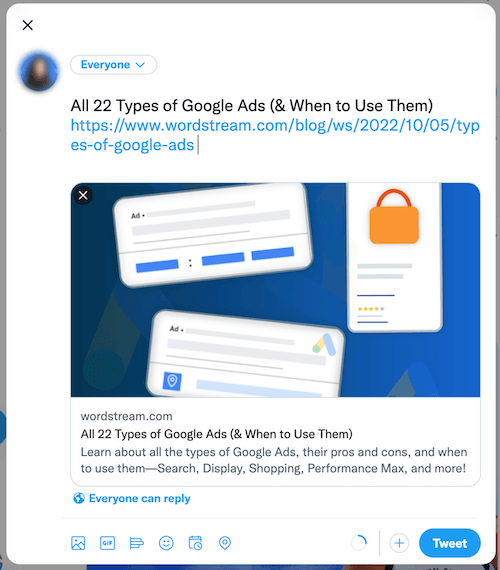 Everyone
All 22 Types of Google Ads (& When to Use Them)
https://www.wordstream.com/blog/ws/2022/10/05/typ
es-of-google-ads
Ad
Ad
wordstream.com
All 22 Types of Google Ads (& When to Use Them)
Learn about all the types of Google Ads, their pros and cons, and when
to use them—Search, Display, Shopping, Performance Max, and more!
Everyone can reply
GIF
Tweet